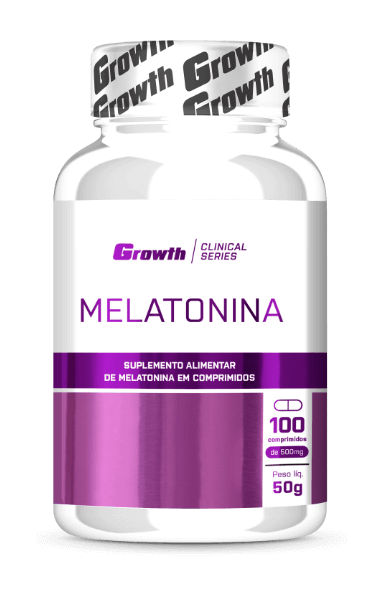 Growth Growth
Growth Growth
Growth
CLINICAL
SERIES
MELATONINA
SUPLEMENTO ALIMENTAR
DE MELATONINA EM COMPRIMIDOS
100
comprimidos
de 500mg
Peso líq.
50g